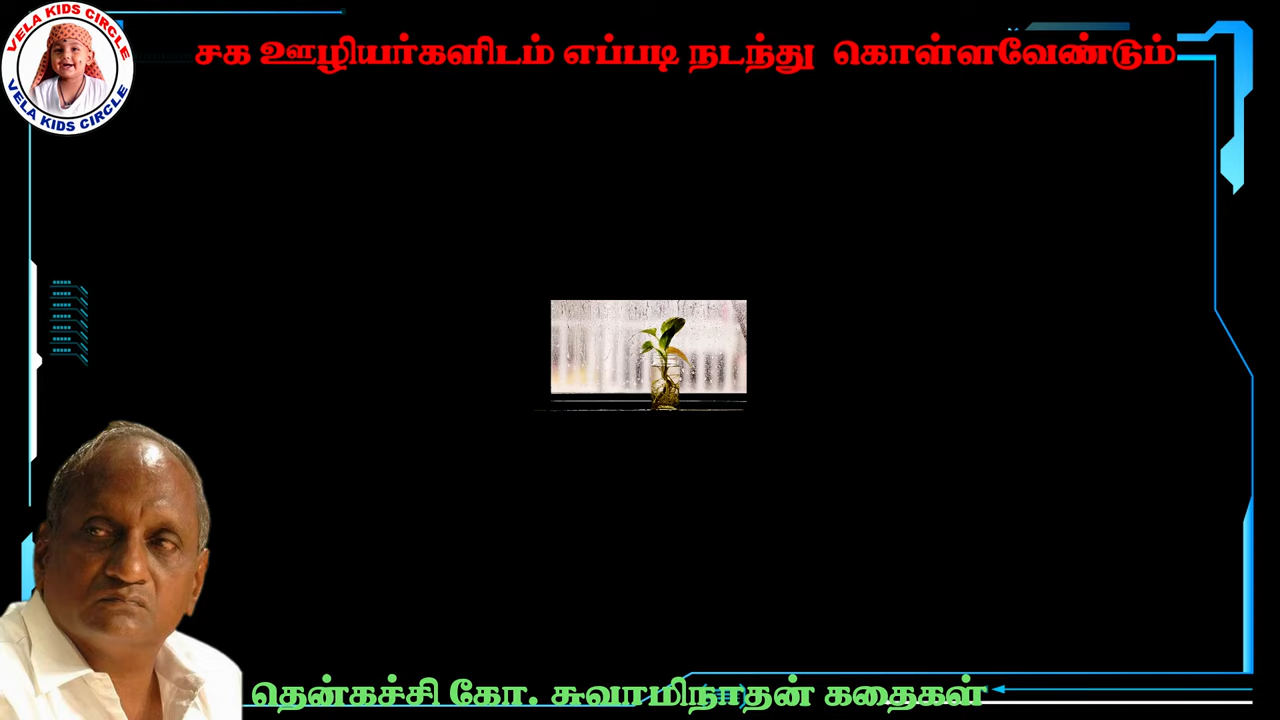 VELA KIDS CIRCLE
VELA KIDS CIRCLE
சக ஊழியர்களிடம் எப்படி நடந்து கொள்ளவேண்டும்
தென்கச்சி கோ. சுவாமிநாதன் கதைகள்